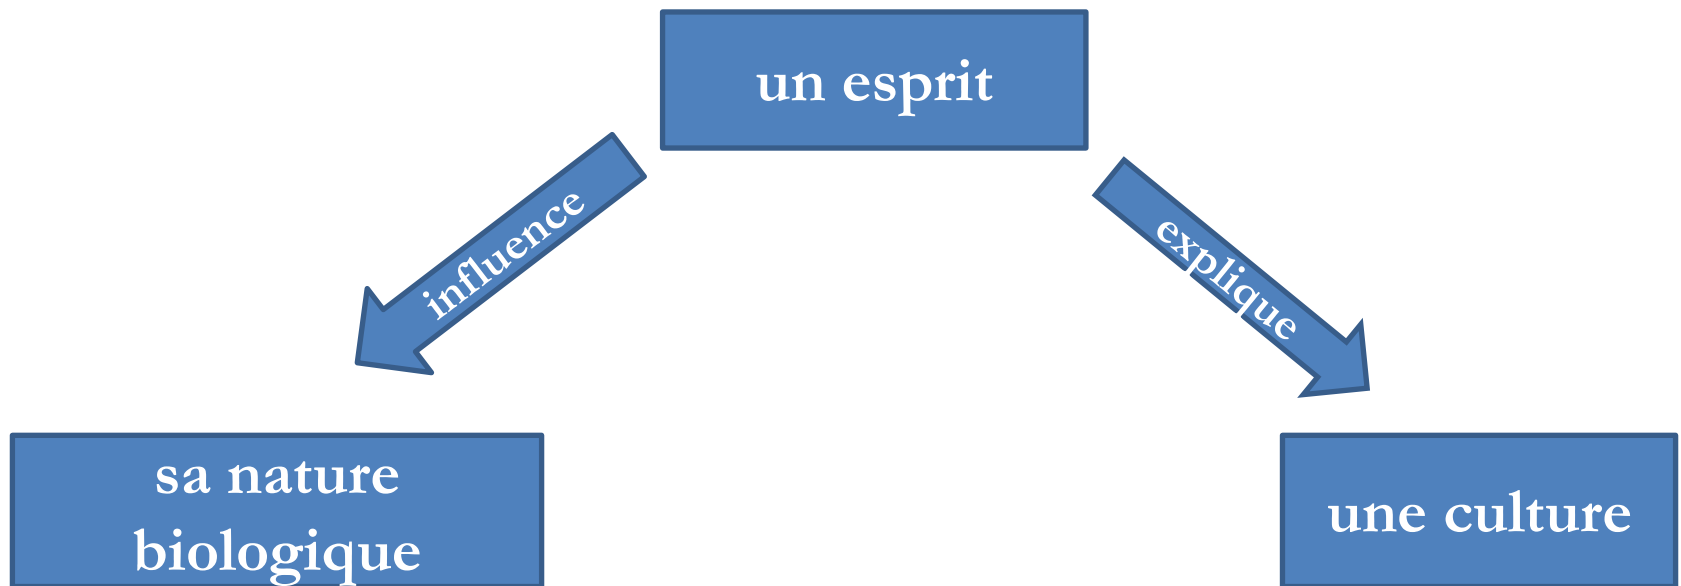 un esprit
influence
explique
sa nature
biologique
une culture